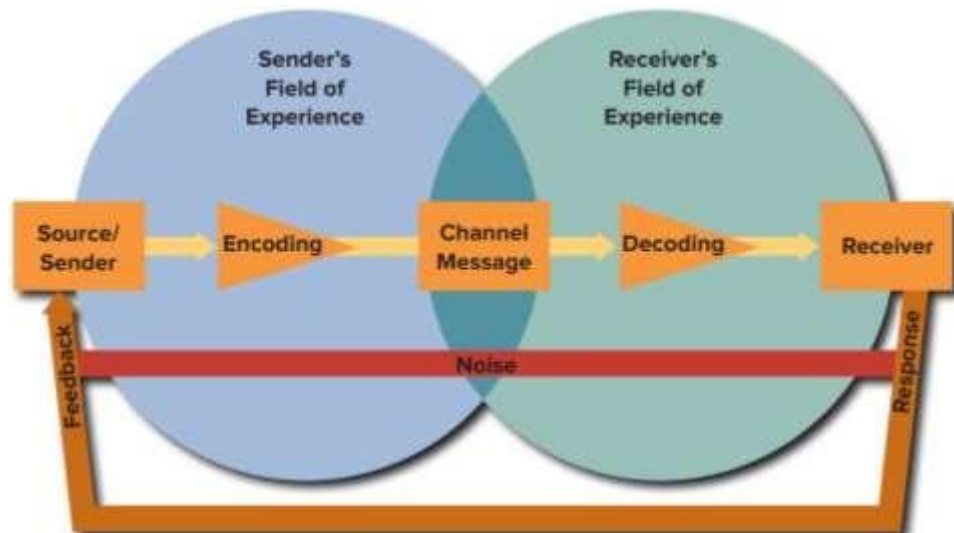 Sender's
Field of
Experience
Receiver's
Field of
Experience
Source/
Sender
Encoding
Channel
Message
Decoding
Receiver
Feedback
Noise
Response